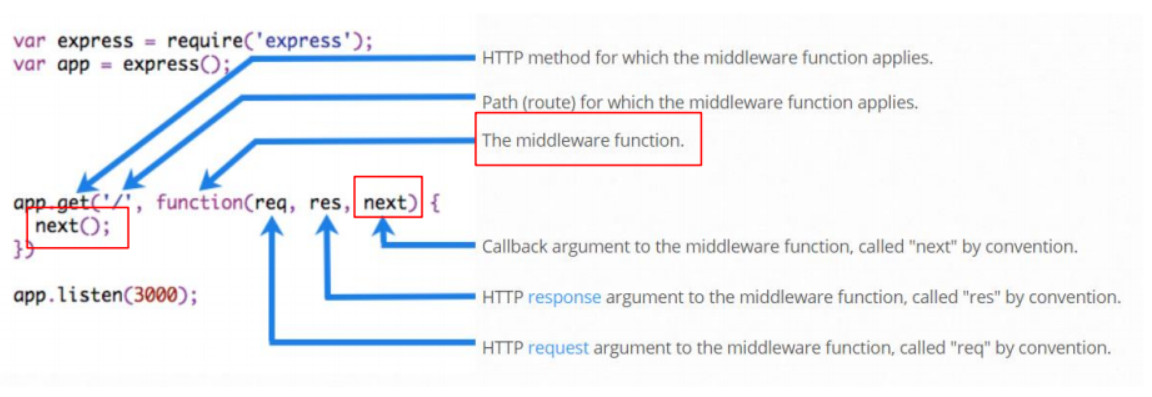 var express = require('express');
var app = express();
HTTP method for which the middleware function applies.
Path (route) for which the middleware function applies.
The middleware function.
app.get('/', function(req, res, next) {
next();
})
Callback argument to the middleware function, called "next" by convention.
app.listen(3000);
HTTP response argument to the middleware function, called "res" by convention.
HTTP request argument to the middleware function, called "req" by convention.